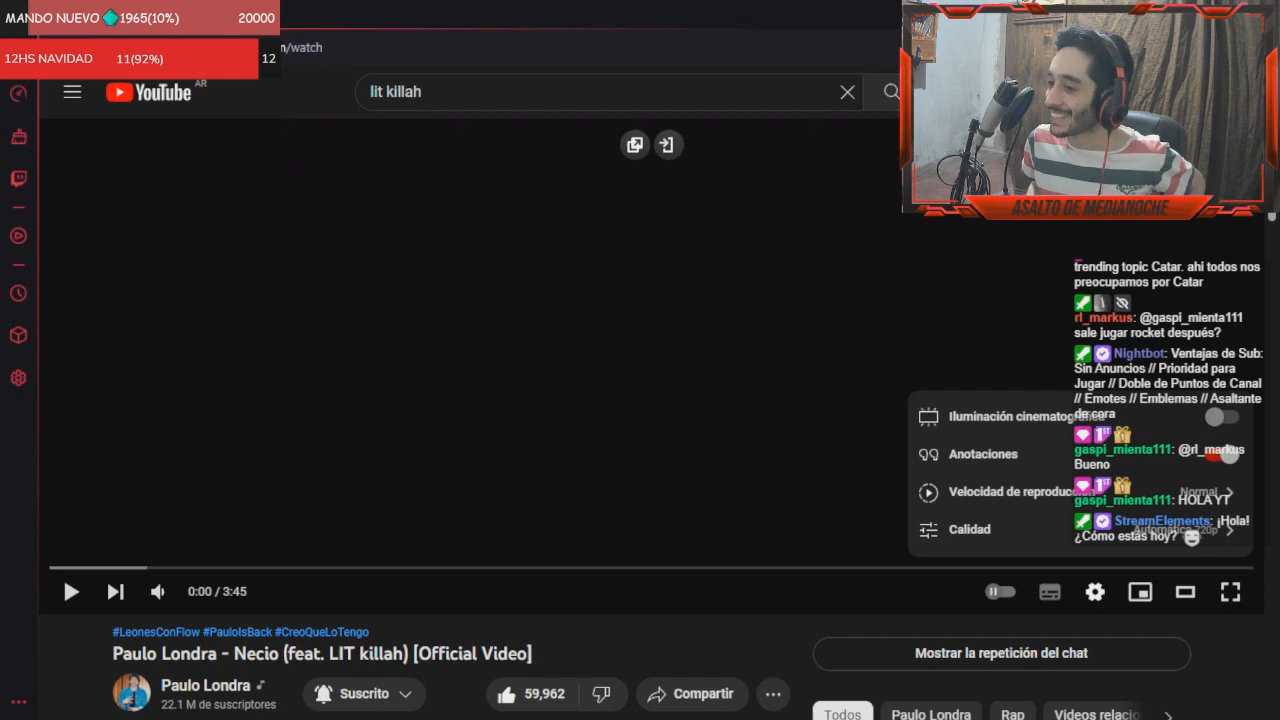 MANDO NUEVO 1965(10%) 20000
12HS NAVIDAD 11(92%) 12
n/watch
YouTube AR
lit killah
ASALTO DE MEDIANOCHE
trending topic Catar. ahi todos nos
preocupamos por Catar
rl_markus: @gaspi_mienta111
sale jugar rocket después?
Nightbot: Ventajas de Sub:
Sin Anuncios // Prioridad para
Jugar // Doble de Puntos de Canal
// Emotes // Emblemas // Asaltante
de cora
gaspi_mienta111: @rl_markus
Bueno
gaspi_mienta111: HOLA YT
StreamElements: ¡Hola!
¿Cómo estás hoy?
Iluminación cinematog
Anotaciones
Velocidad de reproducc Normal
Calidad Automática 720p
0:00 / 3:45
#LeonesConFlow #PauloIsBack #CreoQueLoTengo
Paulo Londra - Necio (feat. LIT killah) [Official Video]
Paulo Londra
22.1 M de suscriptores
Suscrito
59,962
Compartir
Mostrar la repetición del chat
Todos Paulo Londra Rap Videos relacio